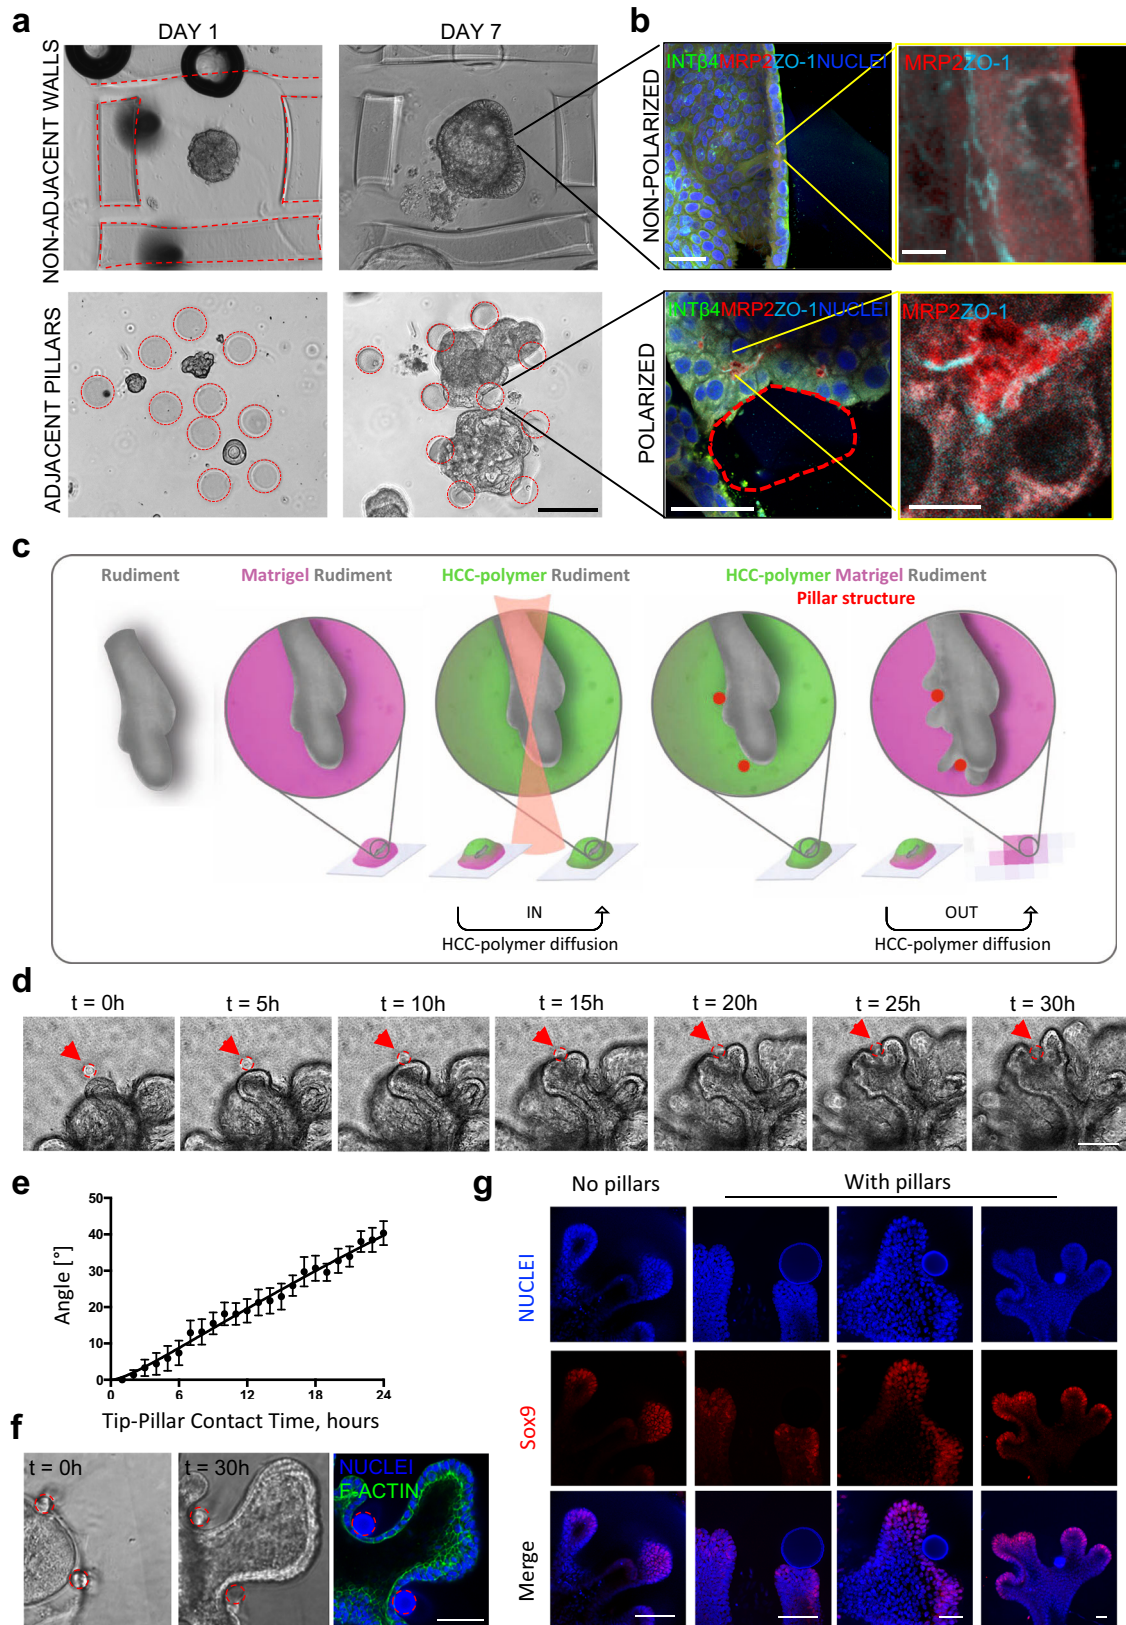 a
DAY 1
DAY 7
b
NON-ADJACENT WALLS
NON-POLARIZED
INTβ4MRP2ZO-1NUCLEI
MRP2ZO-1
ADJACENT PILLARS
POLARIZED
INTβ4MRP2ZO-1NUCLEI
MRP2ZO-1
c
Rudiment
Matrigel Rudiment
HCC-polymer Rudiment
HCC-polymer Matrigel Rudiment
Pillar structure
IN
HCC-polymer diffusion
OUT
HCC-polymer diffusion
d
t = 0h
t = 5h
t = 10h
t = 15h
t = 20h
t = 25h
t = 30h
e
Angle [°]
50
40
30
20
10
0
0
6
12
18
24
Tip-Pillar Contact Time, hours
f
t = 0h
t = 30h
NUCLEI
F-ACTIN
g
No pillars
With pillars
NUCLEI
Sox9
Merge